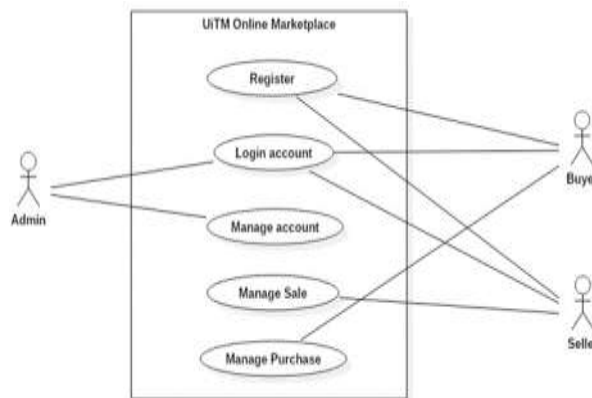 UiTM Online Marketplace
Register
Login account
Admin
Buye
Manage account
Manage Sale
Selle
Manage Purchase